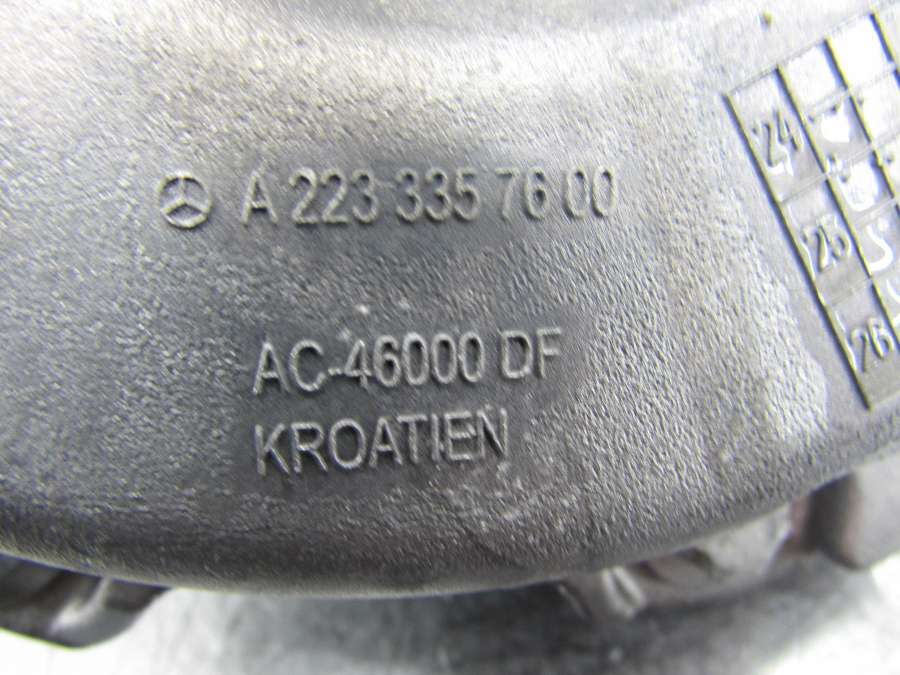 A 223 335 76 00
AC-46000 DF
KROATIEN
24
25
26